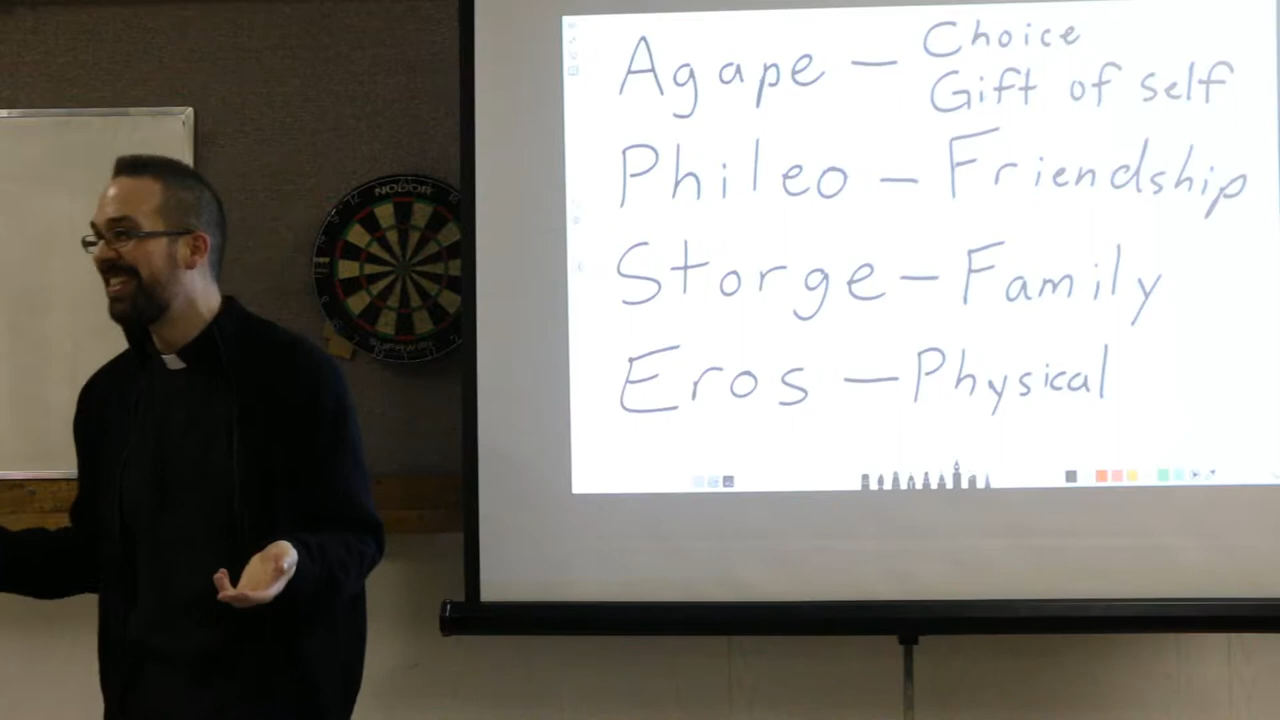 Agape — Choice
Gift of self
Phileo – Friendship
Storge – Family
Eros — Physical
NODOR